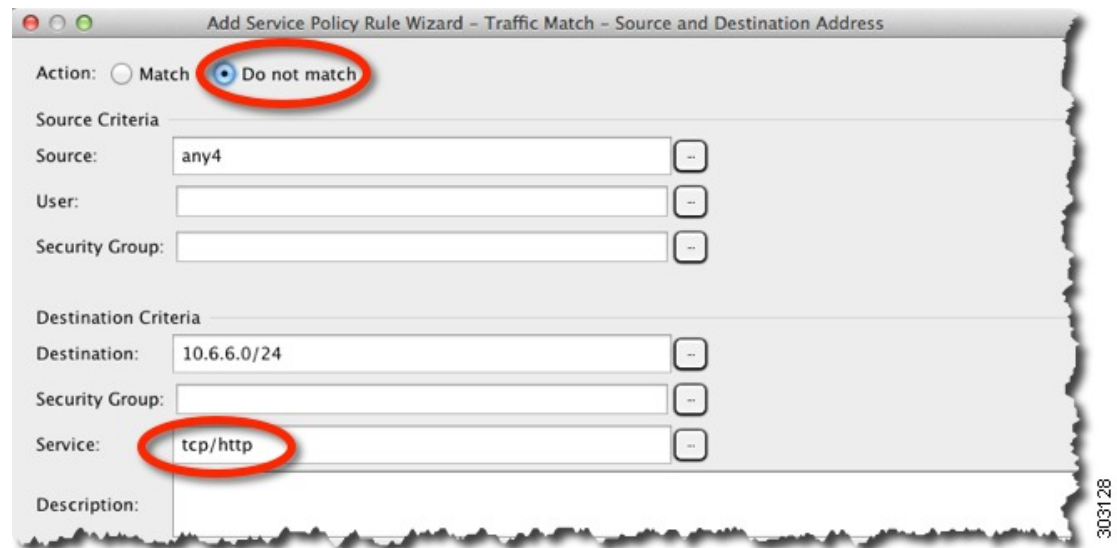 Add Service Policy Rule Wizard – Traffic Match – Source and Destination Address
Action: Match Do not match
Source Criteria
Source: any4 ...
User: ...
Security Group: ...
Destination Criteria
Destination: 10.6.6.0/24 ...
Security Group: ...
Service: tcp/http ...
Description:
303128